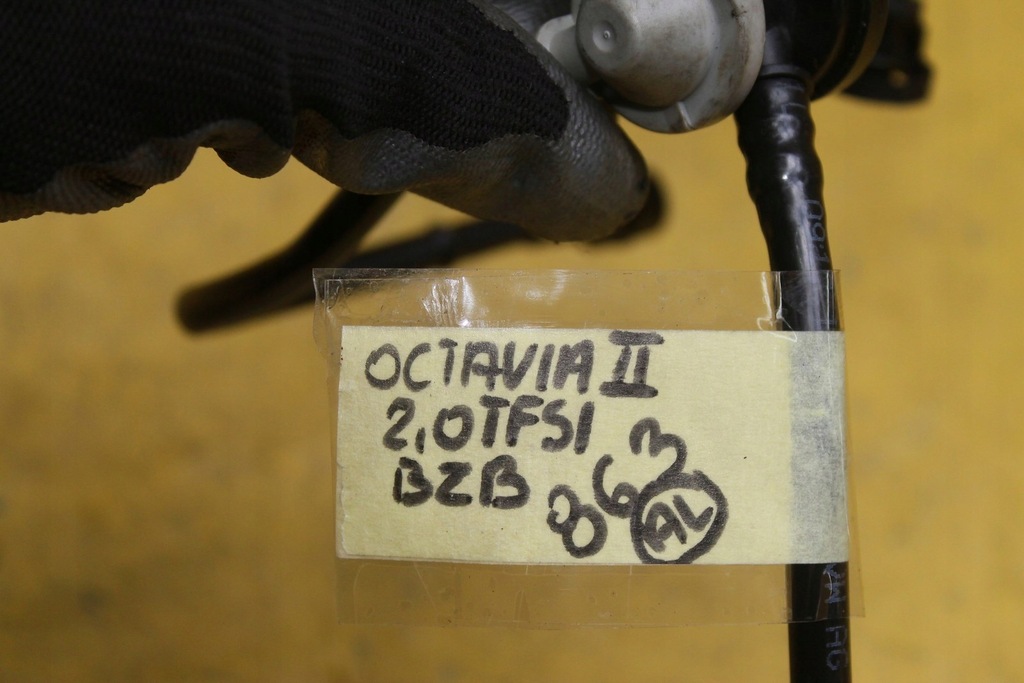 OCTAVIA II
2,0TFSI
BZB
863
AL